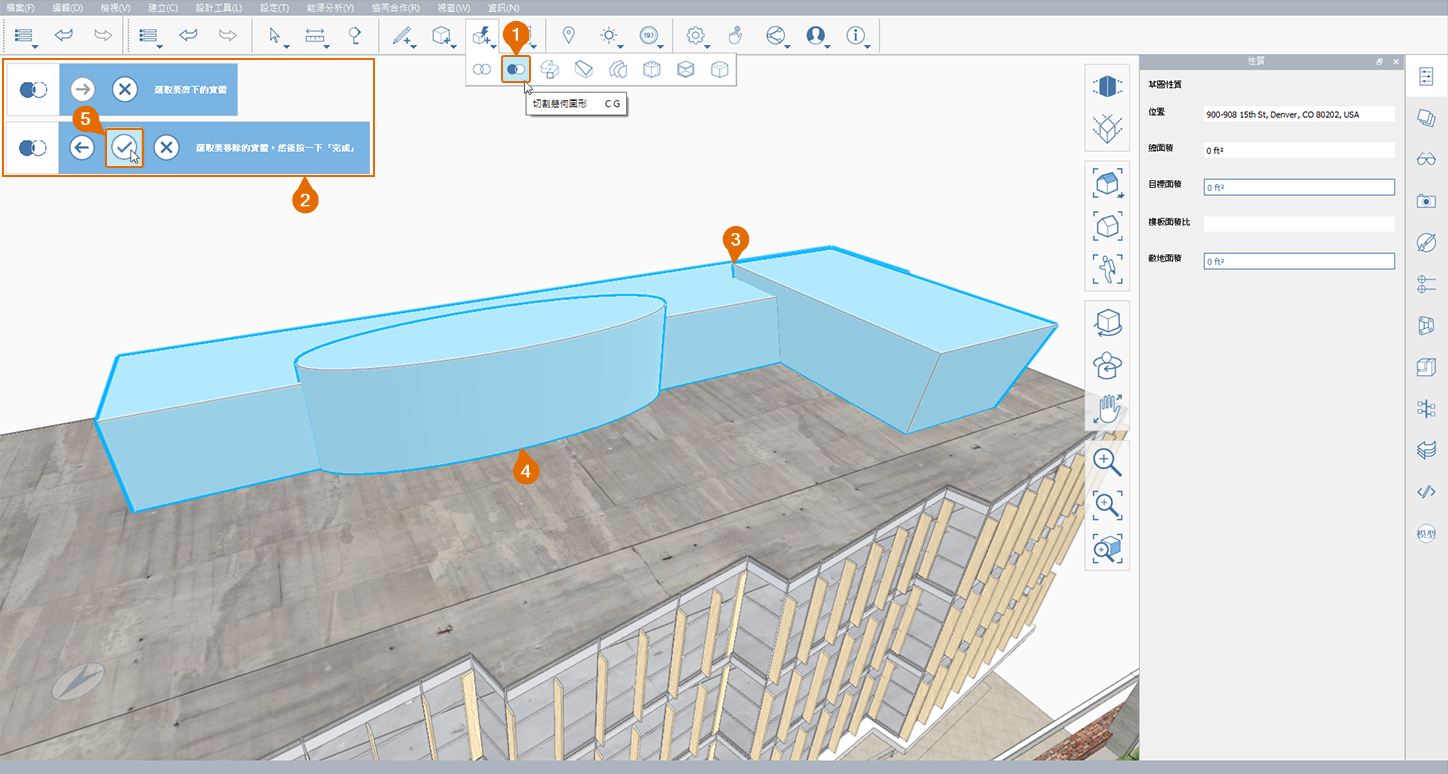 檔案(F) 編輯(D) 檢視(V) 建立(C) 設計工具(L) 設定(T) 能源分析(Y) 協同合作(R) 視窗(W) 資訊(N)
19.1
1
切割幾何圖形 C G
選取要剪下的實體
5
選取要移除的實體，然後按一下「完成」
2
3
4
性質
草圖性質
位置 900-908 15th St, Denver, CO 80202, USA
總面積 0 ft²
目標面積 0 ft²
樓板面積比
敷地面積 0 ft²
模型